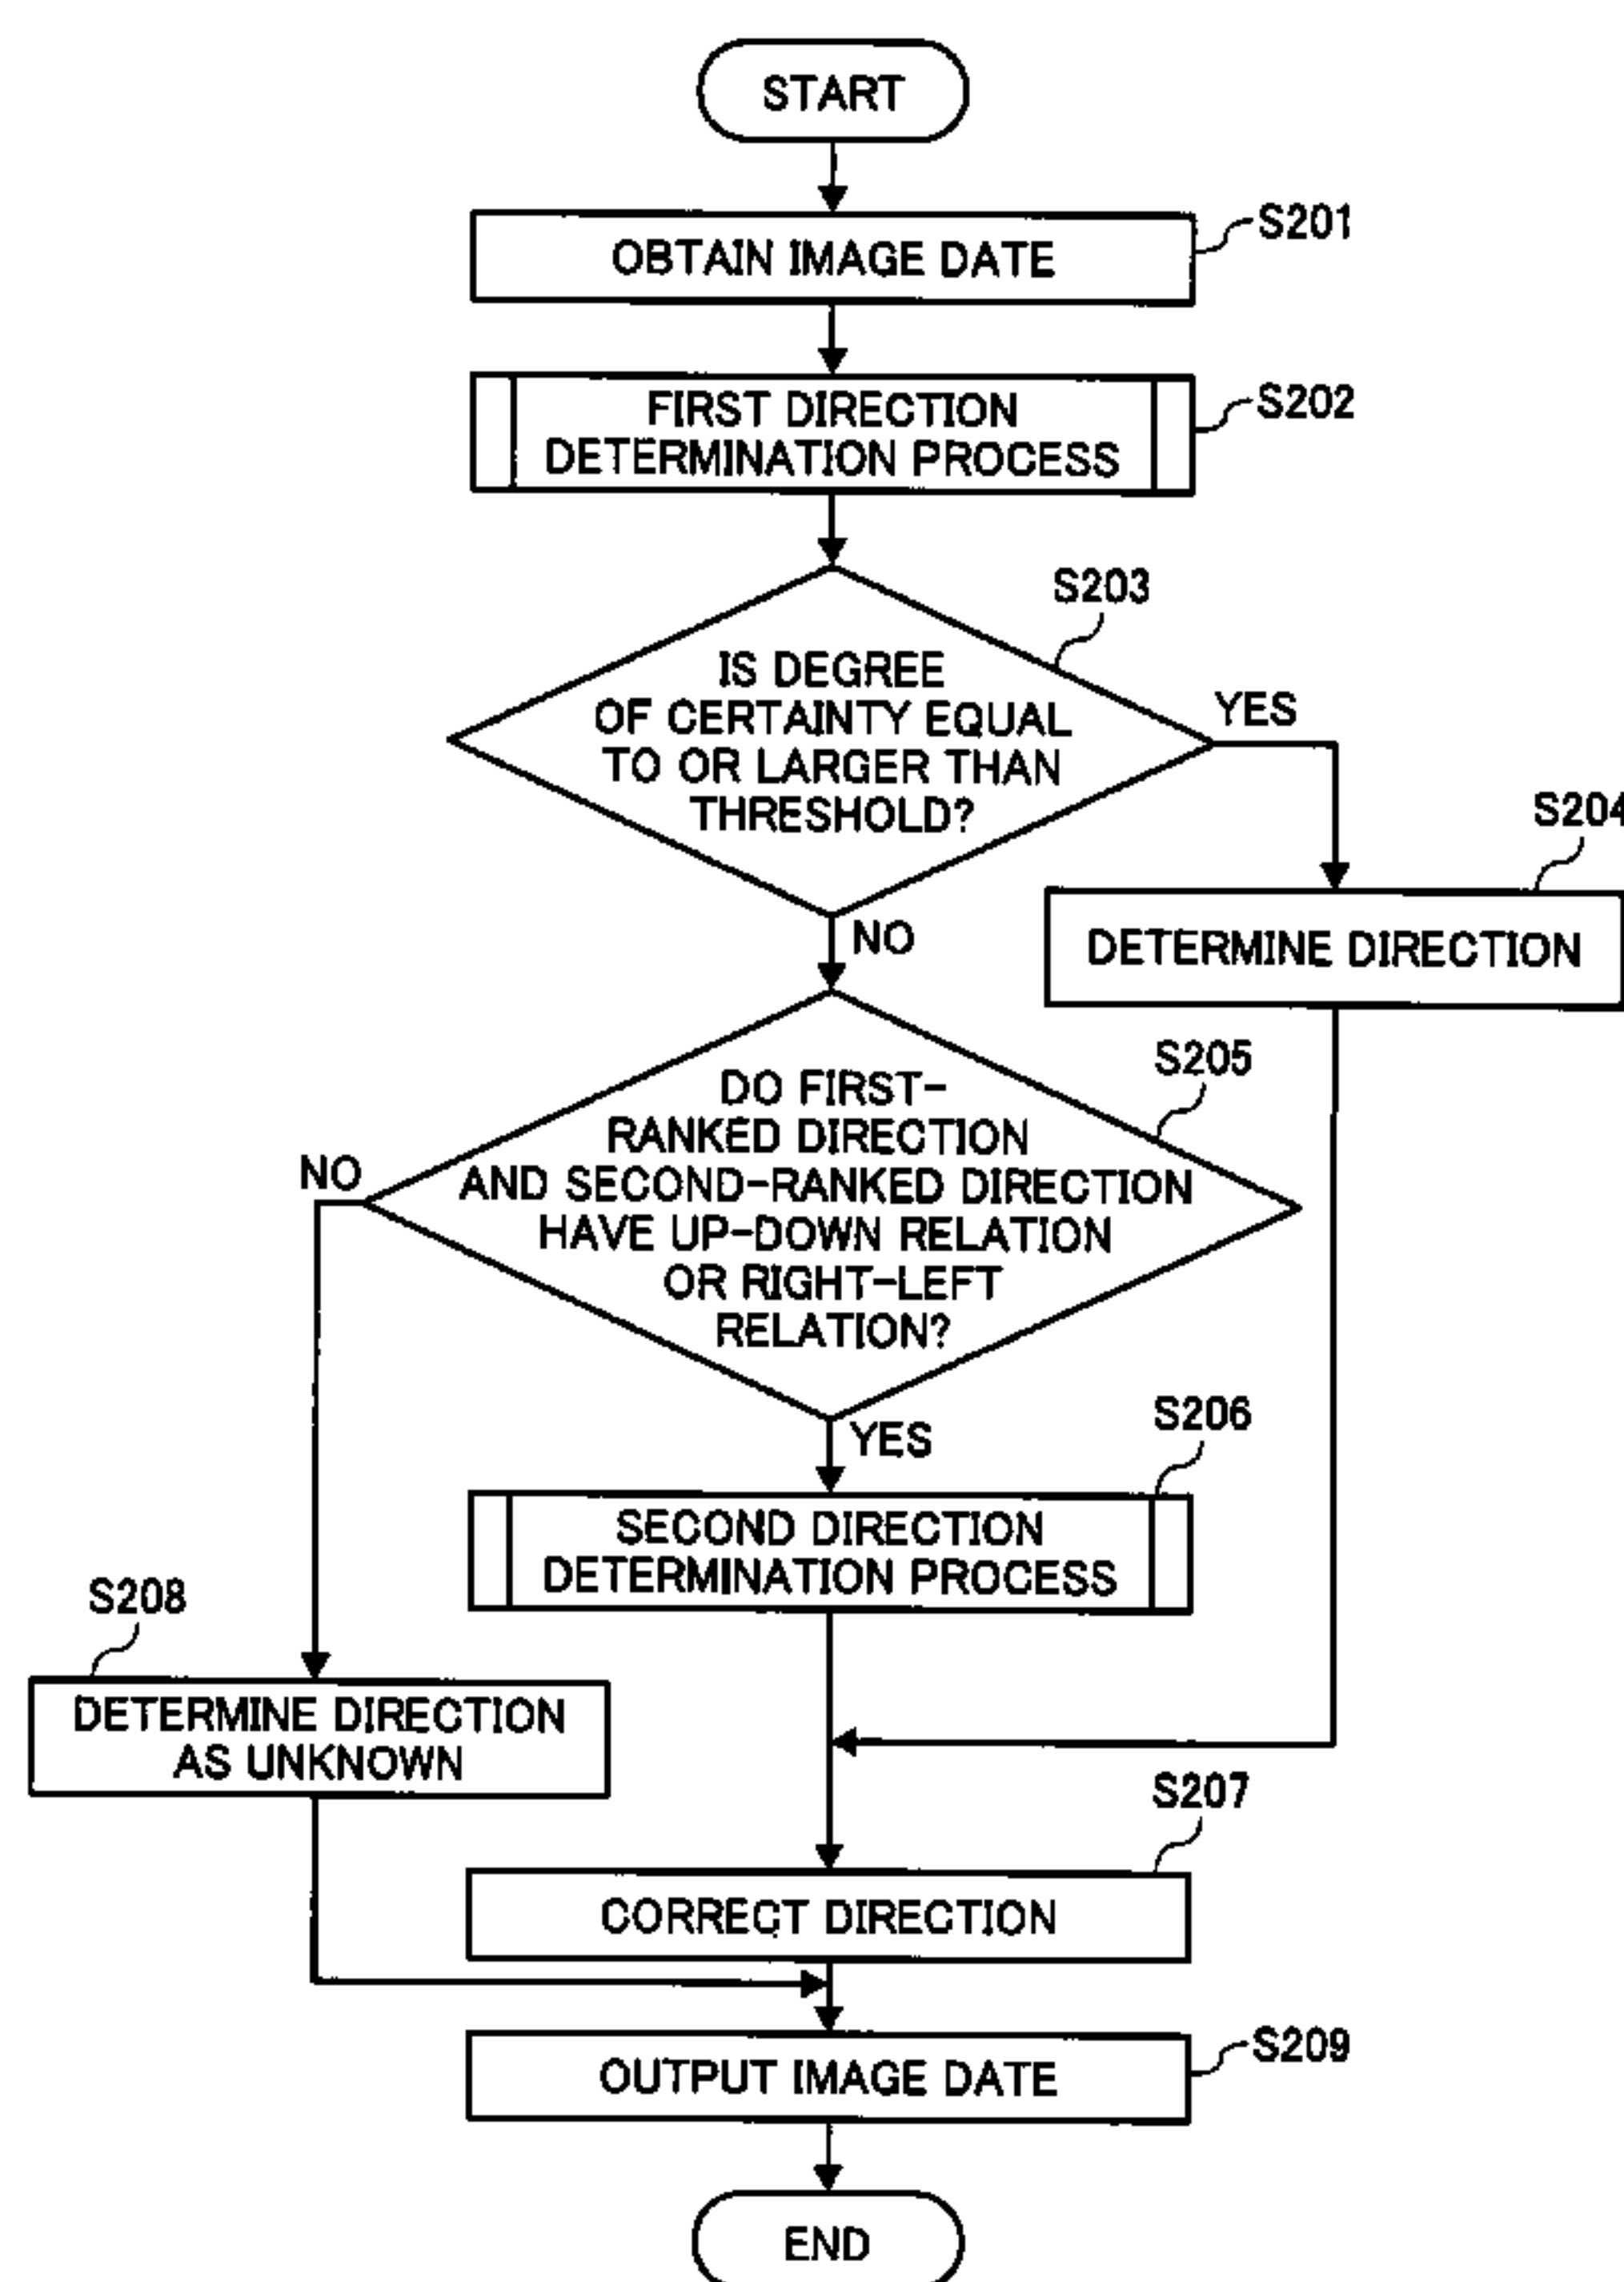 START
OBTAIN IMAGE DATE
S201
FIRST DIRECTION
DETERMINATION PROCESS
S202
S203
IS DEGREE
OF CERTAINTY EQUAL
TO OR LARGER THAN
THRESHOLD?
YES
NO
S204
DETERMINE DIRECTION
S205
DO FIRST-
RANKED DIRECTION
AND SECOND-RANKED DIRECTION
HAVE UP-DOWN RELATION
OR RIGHT-LEFT
RELATION?
NO
YES
S206
SECOND DIRECTION
DETERMINATION PROCESS
S208
DETERMINE DIRECTION
AS UNKNOWN
S207
CORRECT DIRECTION
S209
OUTPUT IMAGE DATE
END